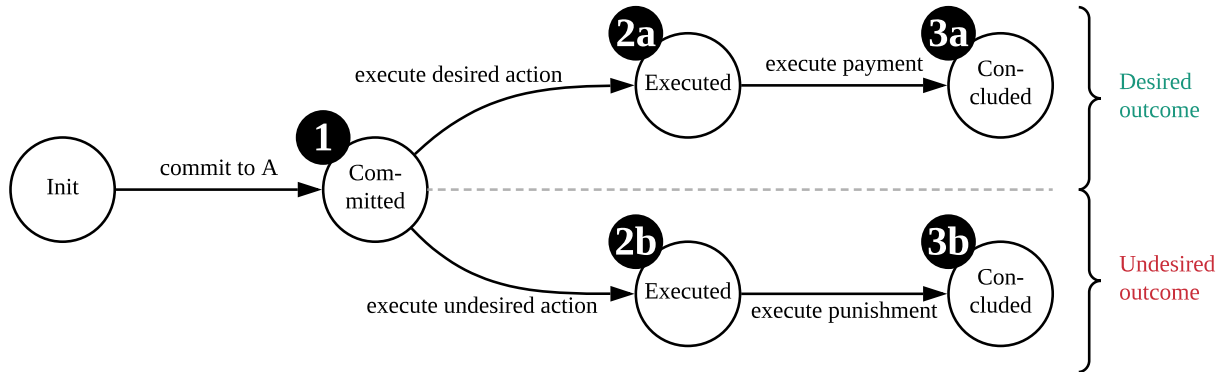 2a
3a
execute desired action
Executed
execute payment
Con-
cluded
Desired
outcome
1
Init
commit to A
Com-
mitted
2b
3b
execute undesired action
Executed
execute punishment
Con-
cluded
Undesired
outcome